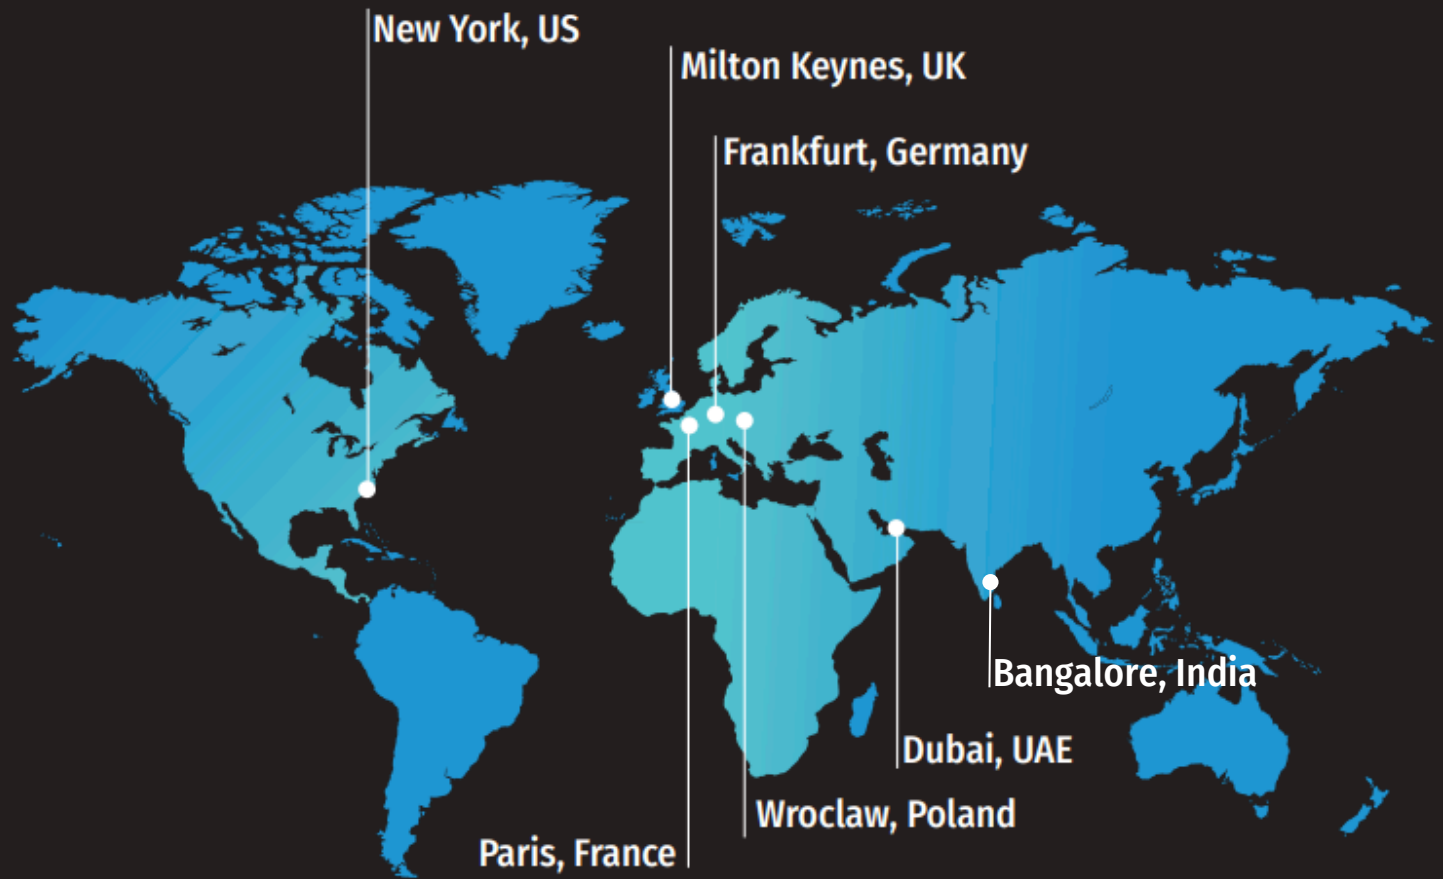 New York, US
Milton Keynes, UK
Frankfurt, Germany
Bangalore, India
Dubai, UAE
Wroclaw, Poland
Paris, France